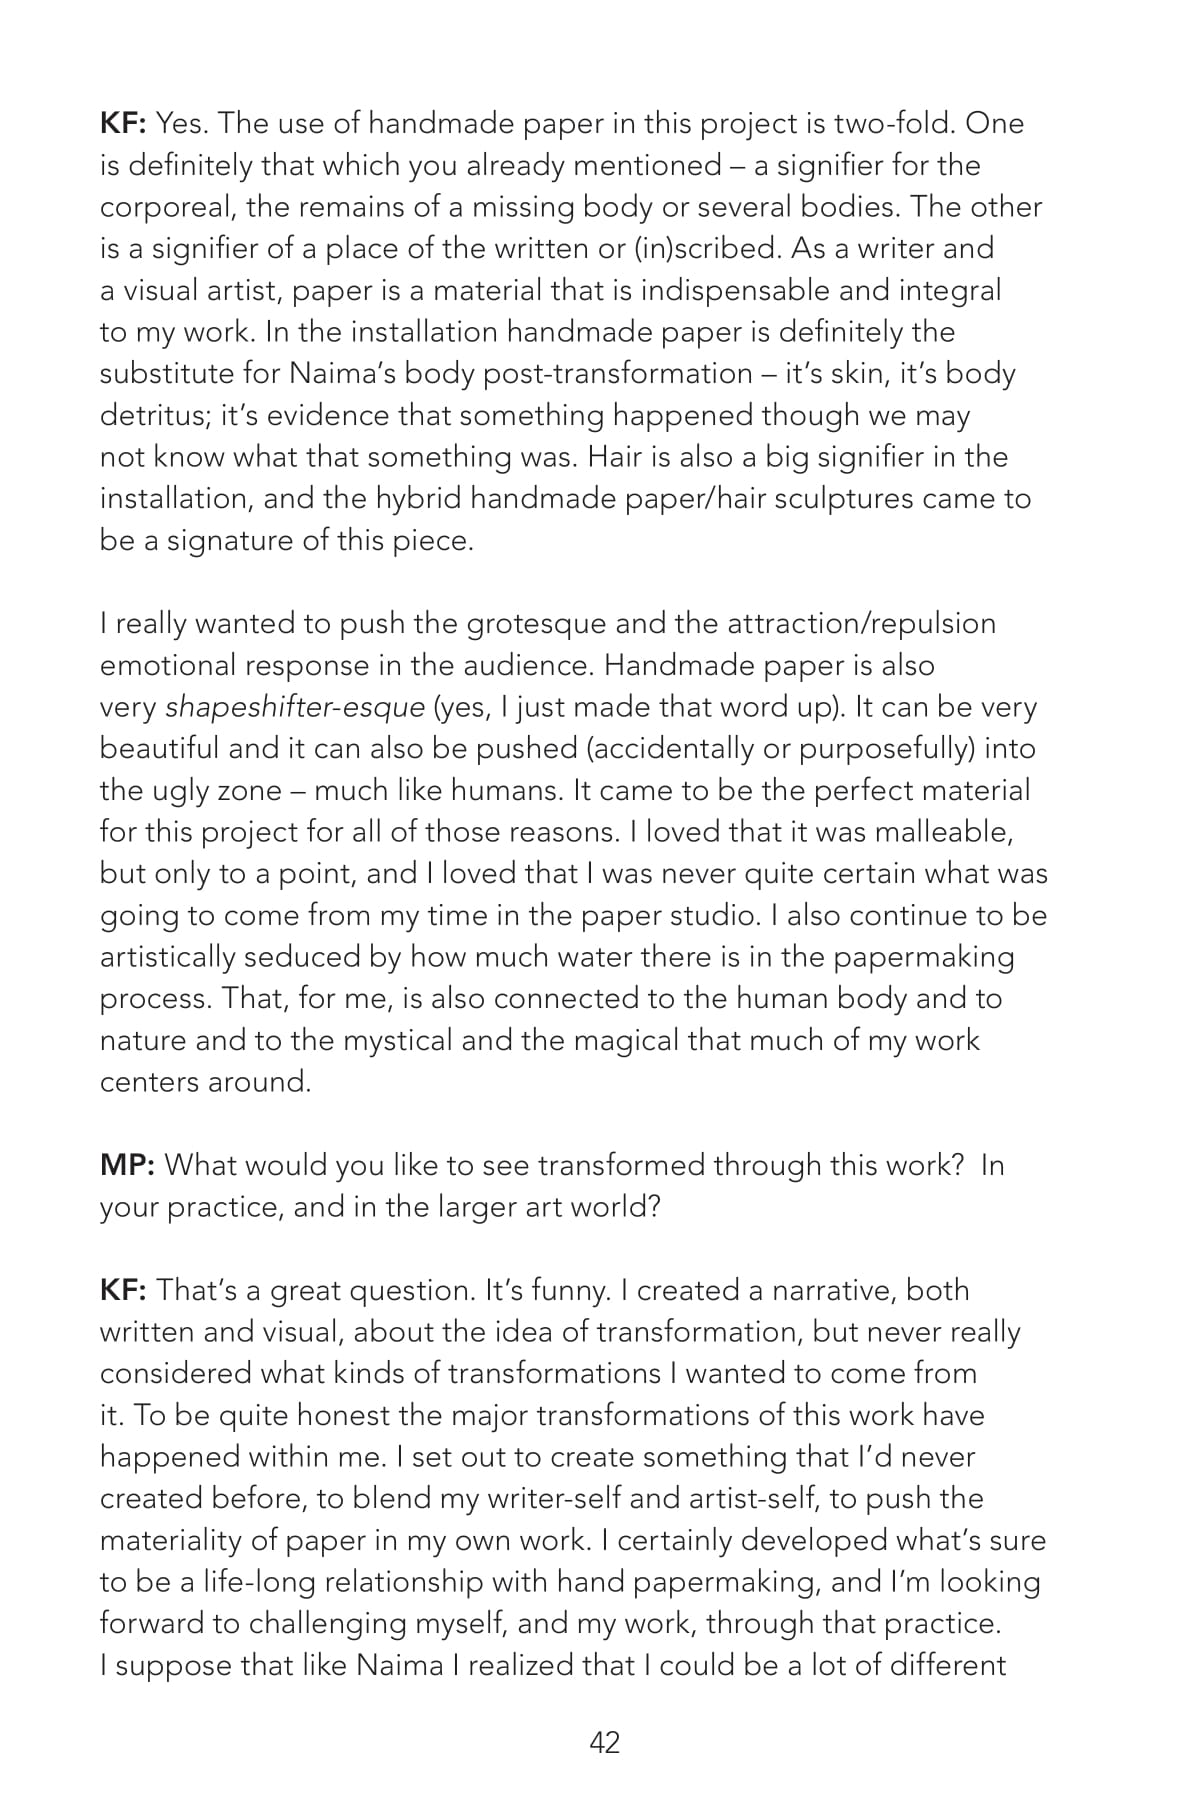 KF: Yes. The use of handmade paper in this project is two-fold. One
is definitely that which you already mentioned – a signifier for the
corporeal, the remains of a missing body or several bodies. The other
is a signifier of a place of the written or (in)scribed. As a writer and
a visual artist, paper is a material that is indispensable and integral
to my work. In the installation handmade paper is definitely the
substitute for Naima’s body post-transformation – it’s skin, it’s body
detritus; it’s evidence that something happened though we may
not know what that something was. Hair is also a big signifier in the
installation, and the hybrid handmade paper/hair sculptures came to
be a signature of this piece.

I really wanted to push the grotesque and the attraction/repulsion
emotional response in the audience. Handmade paper is also
very shapeshifter-esque (yes, I just made that word up). It can be very
beautiful and it can also be pushed (accidentally or purposefully) into
the ugly zone – much like humans. It came to be the perfect material
for this project for all of those reasons. I loved that it was malleable,
but only to a point, and I loved that I was never quite certain what was
going to come from my time in the paper studio. I also continue to be
artistically seduced by how much water there is in the papermaking
process. That, for me, is also connected to the human body and to
nature and to the mystical and the magical that much of my work
centers around.

MP: What would you like to see transformed through this work?  In
your practice, and in the larger art world?

KF: That’s a great question. It’s funny. I created a narrative, both
written and visual, about the idea of transformation, but never really
considered what kinds of transformations I wanted to come from
it. To be quite honest the major transformations of this work have
happened within me. I set out to create something that I’d never
created before, to blend my writer-self and artist-self, to push the
materiality of paper in my own work. I certainly developed what’s sure
to be a life-long relationship with hand papermaking, and I’m looking
forward to challenging myself, and my work, through that practice.
I suppose that like Naima I realized that I could be a lot of different

42